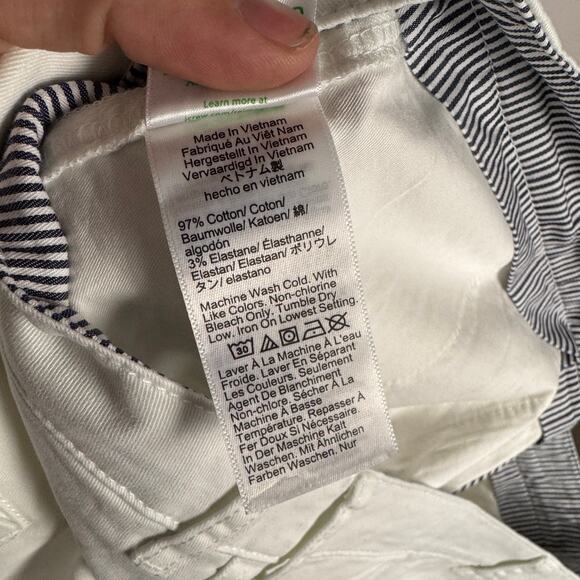 Learn more at
Made In Vietnam
Fabriqué Au Việt Nam
Hergestellt In Vietnam
Vervaardigd In Vietnam
ベトナム製
hecho en vietnam
97% Cotton/ Coton/
Baumwolle/ Katoen/ 綿/
algodón
3% Elastane/ Élasthanne/
Elastan/ Elastaan/ ポリウレ
タン/ elastano
Machine Wash Cold. With
Like Colors. Non-chlorine
Bleach Only. Tumble Dry
Low. Iron On Lowest Setting.
30
Laver À La Machine À L'eau
Froide. Laver En Séparant
Les Couleurs. Seulement
Agent De Blanchiment
Non-chlore. Sécher À La
Machine À Basse
Température. Repasser À
Fer Doux Si Nécessaire.
In Der Maschine Kalt
Waschen. Mit Ähnlichen
Farben Waschen. Nur